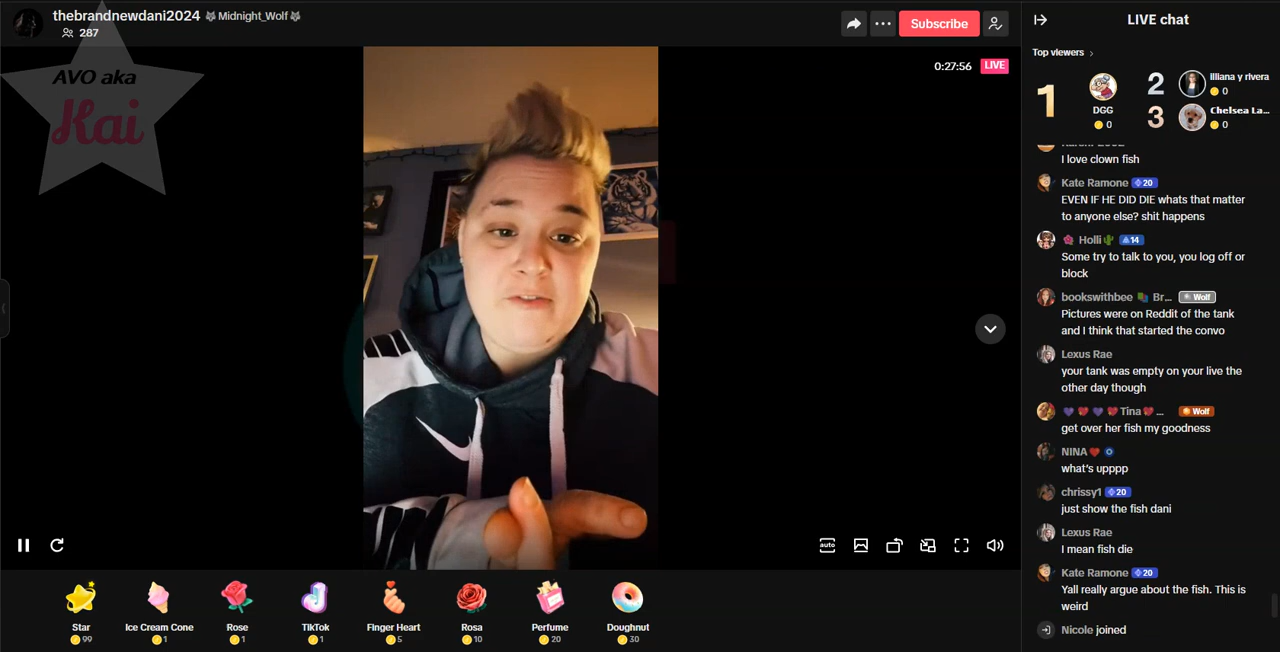 thebrandnewdani2024 🐺Midnight_Wolf🐺
287
Subscribe
AVO aka
Kai
0:27:56 LIVE
LIVE chat
Top viewers
1
DGG
0
2
liliana y rivera
0
3
Chelsea La...
0
I love clown fish
Kate Ramone 20
EVEN IF HE DID DIE whats that matter
to anyone else? shit happens
🌺 Holli🌵 14
Some try to talk to you, you log off or
block
bookswithbee 📚 Br... Wolf
Pictures were on Reddit of the tank
and I think that started the convo
Lexus Rae
your tank was empty on your live the
other day though
💜💖💜💖Tina💖... Wolf
get over her fish my goodness
NINA❤️🧿
what's upppp
chrissy1 20
just show the fish dani
Lexus Rae
I mean fish die
Kate Ramone 20
Yall really argue about the fish. This is
weird
Nicole joined
auto
Star
99
Ice Cream Cone
1
Rose
1
TikTok
1
Finger Heart
5
Rosa
10
Perfume
20
Doughnut
30